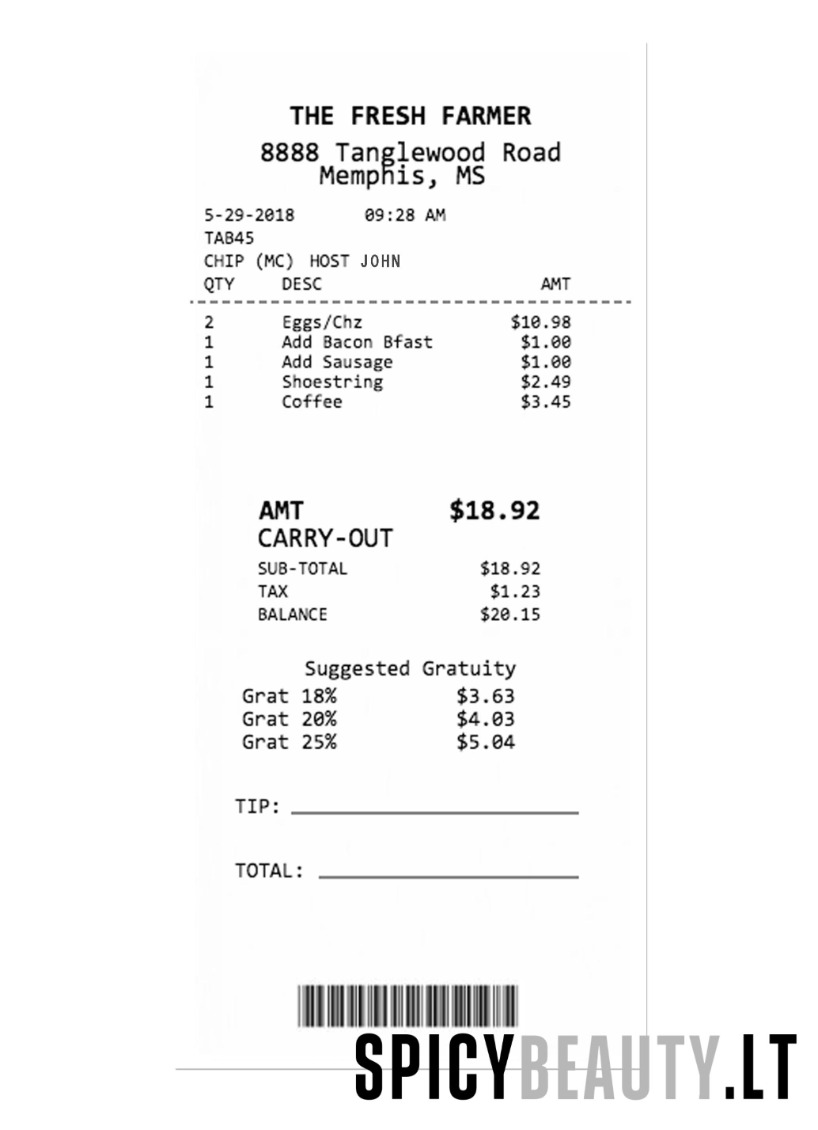 THE FRESH FARMER
8888 Tanglewood Road
Memphis, MS
5-29-2018 09:28 AM
TAB45
CHIP (MC) HOST JOHN
QTY DESC AMT
2 Eggs/Chz $10.98
1 Add Bacon Bfast $1.00
1 Add Sausage $1.00
1 Shoestring $2.49
1 Coffee $3.45
AMT $18.92
CARRY-OUT
SUB-TOTAL $18.92
TAX $1.23
BALANCE $20.15
Suggested Gratuity
Grat 18% $3.63
Grat 20% $4.03
Grat 25% $5.04
TIP:
TOTAL:
SPICYBEAUTY.LT